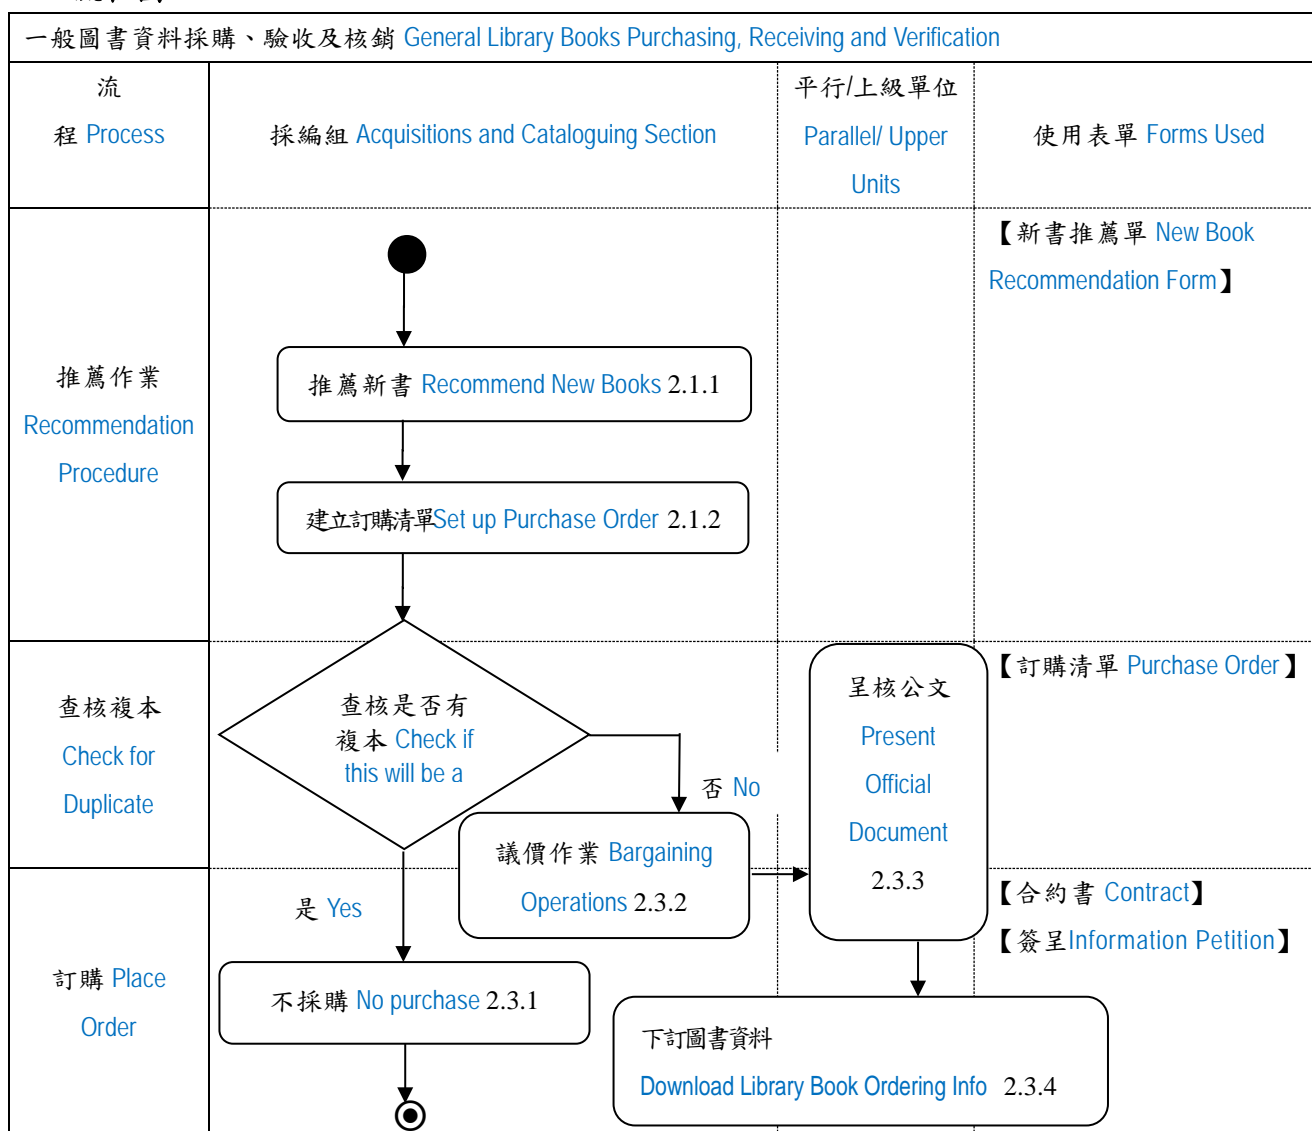 一般圖書資料採購、驗收及核銷 General Library Books Purchasing, Receiving and Verification
流
程 Process
採編組 Acquisitions and Cataloguing Section
平行/上級單位
Parallel/ Upper
Units
使用表單 Forms Used
推薦作業
Recommendation
Procedure
推薦新書 Recommend New Books 2.1.1
建立訂購清單Set up Purchase Order 2.1.2
【新書推薦單 New Book
Recommendation Form】
查核複本
Check for
Duplicate
查核是否有
複本 Check if
this will be a
否 No
議價作業 Bargaining
Operations 2.3.2
呈核公文
Present
Official
Document
2.3.3
【訂購清單 Purchase Order】
訂購 Place
Order
是 Yes
不採購 No purchase 2.3.1
下訂圖書資料
Download Library Book Ordering Info 2.3.4
【合約書 Contract】
【簽呈Information Petition】